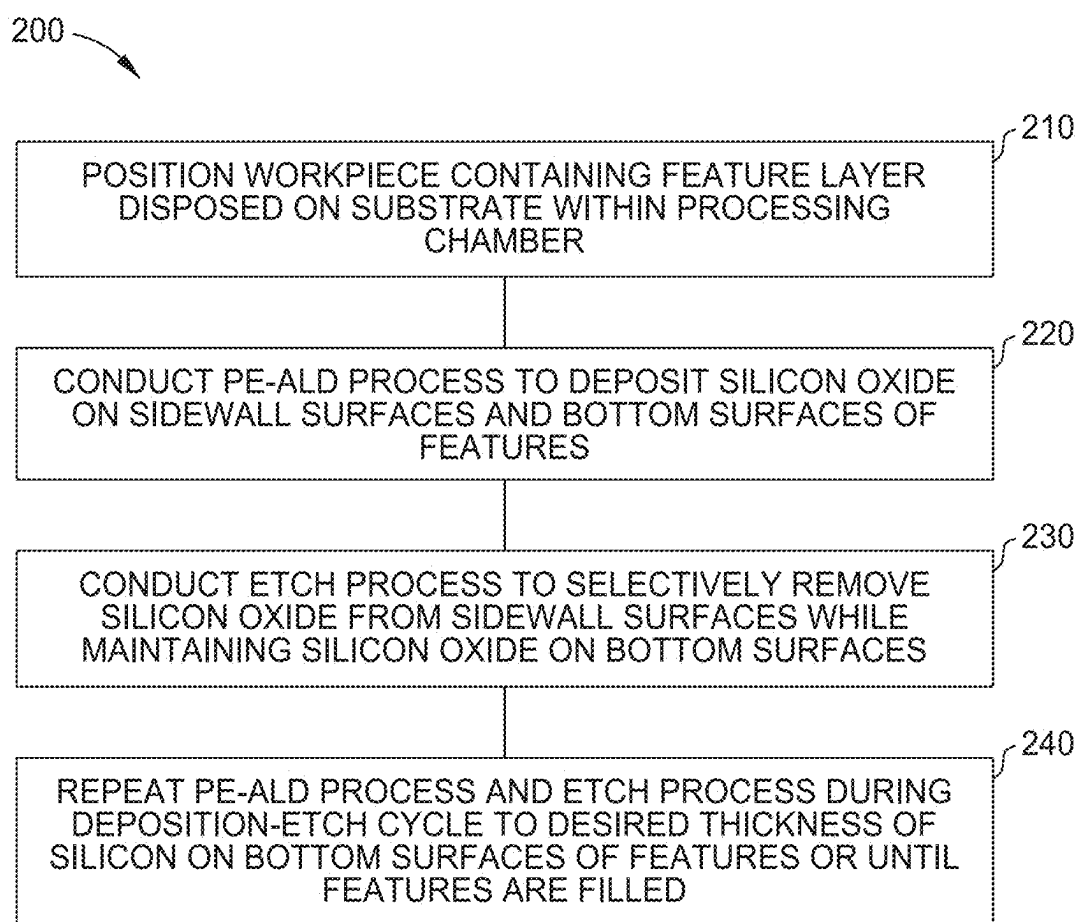 200
210
POSITION WORKPIECE CONTAINING FEATURE LAYER
DISPOSED ON SUBSTRATE WITHIN PROCESSING
CHAMBER
220
CONDUCT PE-ALD PROCESS TO DEPOSIT SILICON OXIDE
ON SIDEWALL SURFACES AND BOTTOM SURFACES OF
FEATURES
230
CONDUCT ETCH PROCESS TO SELECTIVELY REMOVE
SILICON OXIDE FROM SIDEWALL SURFACES WHILE
MAINTAINING SILICON OXIDE ON BOTTOM SURFACES
240
REPEAT PE-ALD PROCESS AND ETCH PROCESS DURING
DEPOSITION-ETCH CYCLE TO DESIRED THICKNESS OF
SILICON ON BOTTOM SURFACES OF FEATURES OR UNTIL
FEATURES ARE FILLED